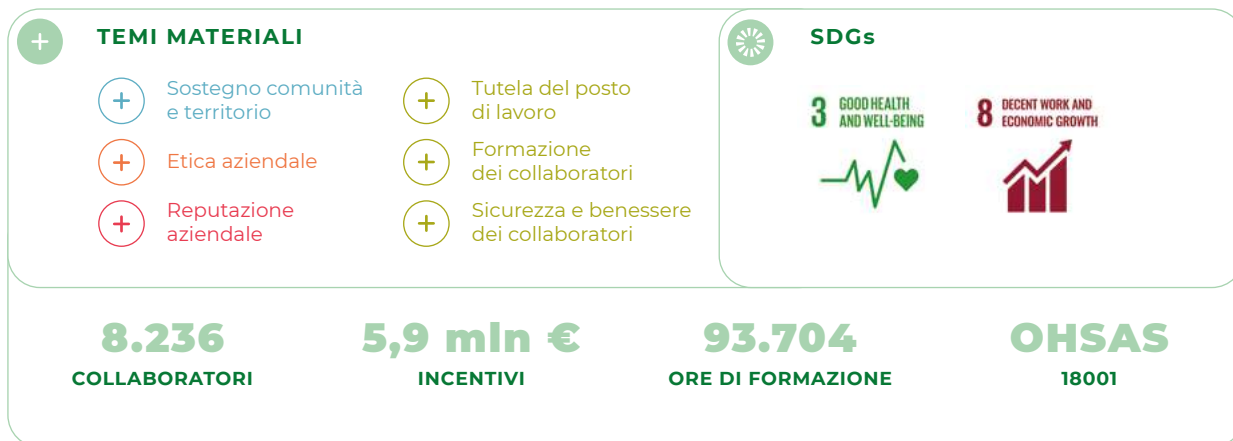 TEMI MATERIALI
Sostegno comunità
e territorio
Etica aziendale
Reputazione
aziendale
Tutela del posto
di lavoro
Formazione
dei collaboratori
Sicurezza e benessere
dei collaboratori
SDGs
3 GOOD HEALTH
AND WELL-BEING
8 DECENT WORK AND
ECONOMIC GROWTH
8.236
COLLABORATORI
5,9 mln €
INCENTIVI
93.704
ORE DI FORMAZIONE
OHSAS
18001